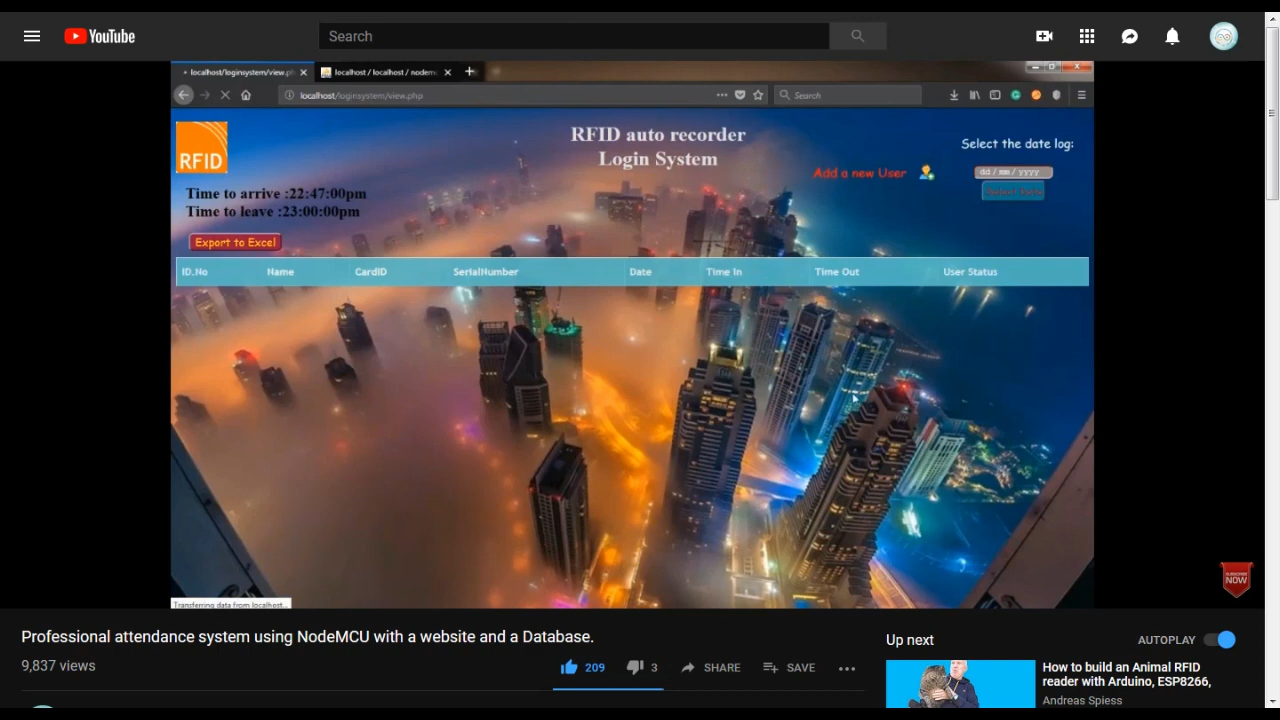 YouTube
Search
localhost/loginsystem/view.ph
localhost / localhost / nodem
localhost/loginsystem/view.php
Search
RFID
RFID auto recorder
Login System
Select the date log:
Add a new User
dd / mm / yyyy
Time to arrive :22:47:00pm
Time to leave :23:00:00pm
Export to Excel
ID.No Name CardID SerialNumber Date Time In Time Out User Status
SUBSCRIBE
NOW
Transferring data from localhost...
Professional attendance system using NodeMCU with a website and a Database.
9,837 views
209 3 SHARE SAVE
Up next
AUTOPLAY
How to build an Animal RFID
reader with Arduino, ESP8266,
Andreas Spiess